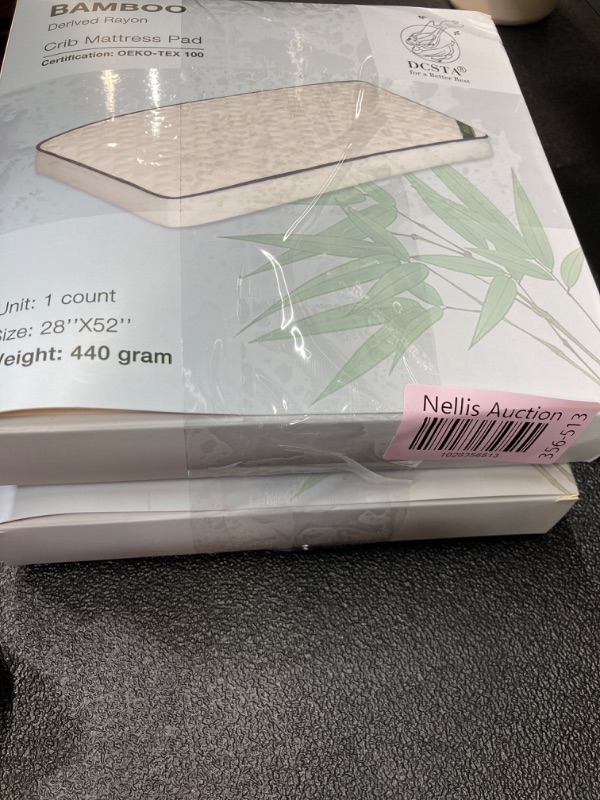 BAMBOO
Derived Rayon
Crib Mattress Pad
Certification: OEKO-TEX 100
DCSTA®
for a Better Rest
Unit: 1 count
Size: 28''X52''
Weight: 440 gram
Nellis Auction
356-513
1028356513